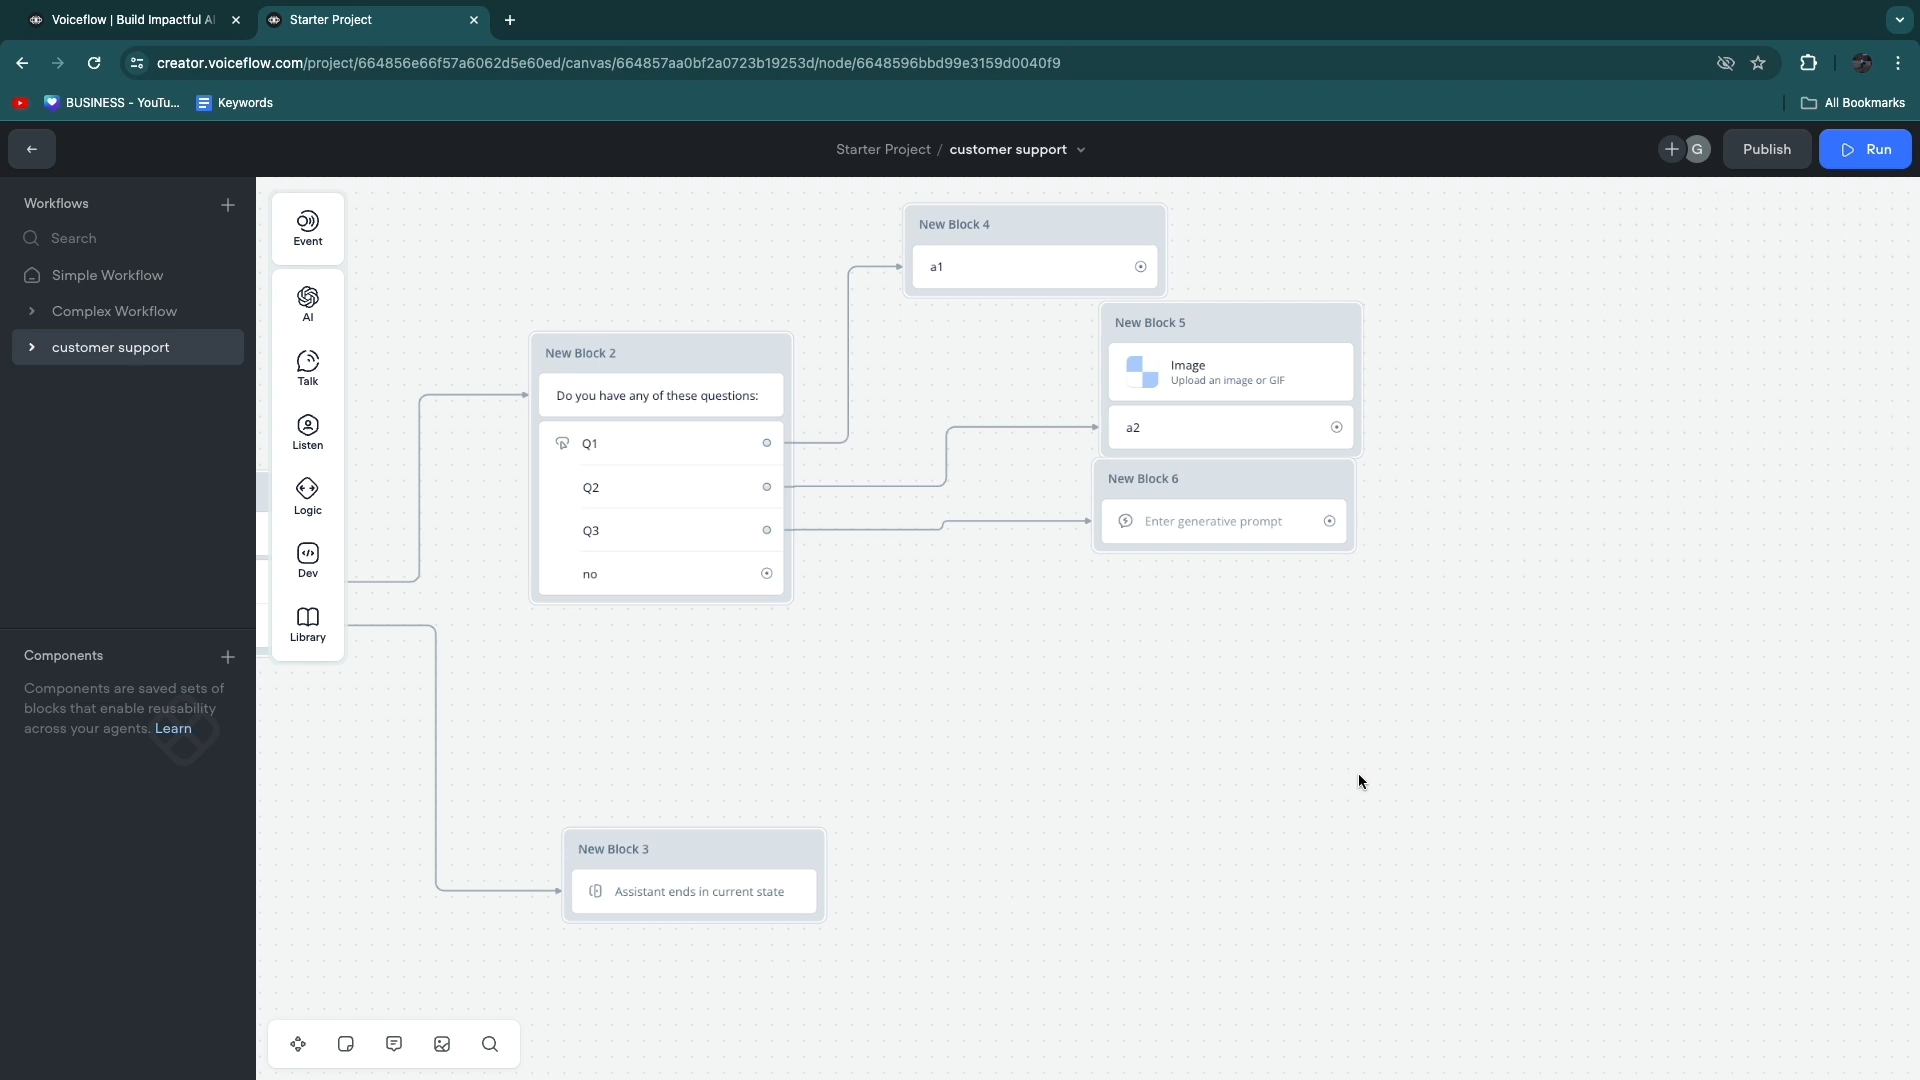 Voiceflow | Build Impactful AI
Starter Project
creator.voiceflow.com/project/664856e66f57a6062d5e60ed/canvas/664857aa0bf2a0723b19253d/node/6648596bbd99e3159d0040f9
BUSINESS - YouTu...
Keywords
All Bookmarks
Starter Project / customer support
G
Publish
Run
Workflows
Search
Simple Workflow
Complex Workflow
customer support
Components
Components are saved sets of
blocks that enable reusability
across your agents. Learn
Event
AI
Talk
Listen
Logic
Dev
Library
New Block 2
Do you have any of these questions:
Q1
Q2
Q3
no
New Block 4
a1
New Block 5
Image
Upload an image or GIF
a2
New Block 6
Enter generative prompt
New Block 3
Assistant ends in current state